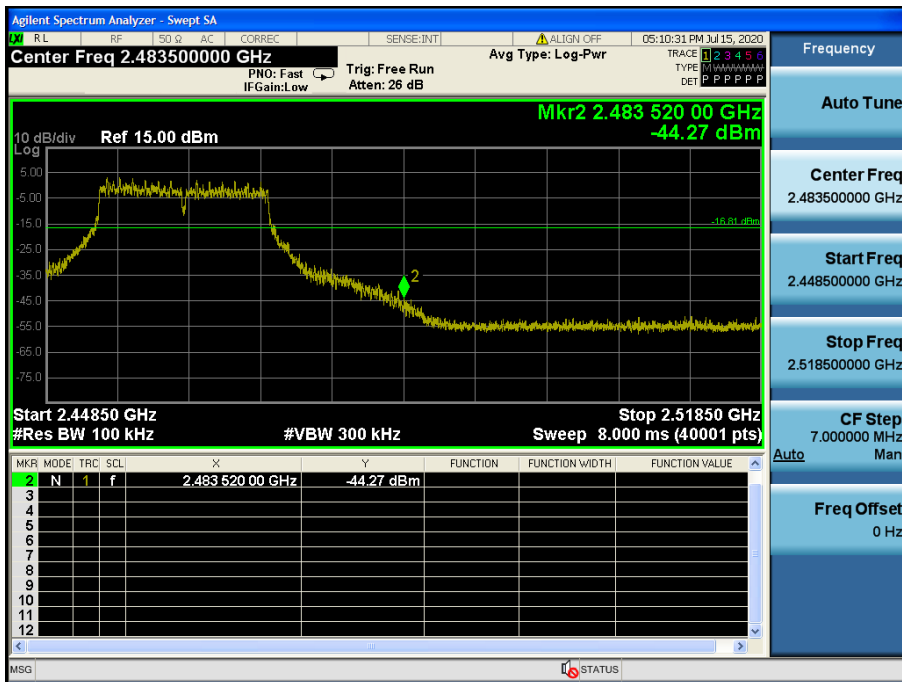 Agilent Spectrum Analyzer - Swept SA
LXI RL RF 50 Ω AC CORREC SENSE:INT ALIGN OFF 05:10:31 PM Jul 15, 2020
Center Freq 2.483500000 GHz
PNO: Fast
IFGain:Low
Trig: Free Run
Atten: 26 dB
Avg Type: Log-Pwr
TRACE 1 2 3 4 5 6
TYPE M W W W W W
DET P P P P P P
Mkr2 2.483 520 00 GHz
-44.27 dBm
10 dB/div
Log
Ref 15.00 dBm
5.00
-5.00
-15.0
-25.0
-35.0
-45.0
-55.0
-65.0
-75.0
-16.81 dBm
2
Start 2.44850 GHz
Stop 2.51850 GHz
#Res BW 100 kHz
#VBW 300 kHz
Sweep 8.000 ms (40001 pts)
MKR MODE TRC SCL X Y FUNCTION FUNCTION WIDTH FUNCTION VALUE
2 N 1 f 2.483 520 00 GHz -44.27 dBm
3
4
5
6
7
8
9
10
11
12
MSG
STATUS
Frequency
Auto Tune
Center Freq
2.483500000 GHz
Start Freq
2.448500000 GHz
Stop Freq
2.518500000 GHz
CF Step
7.000000 MHz
Auto Man
Freq Offset
0 Hz